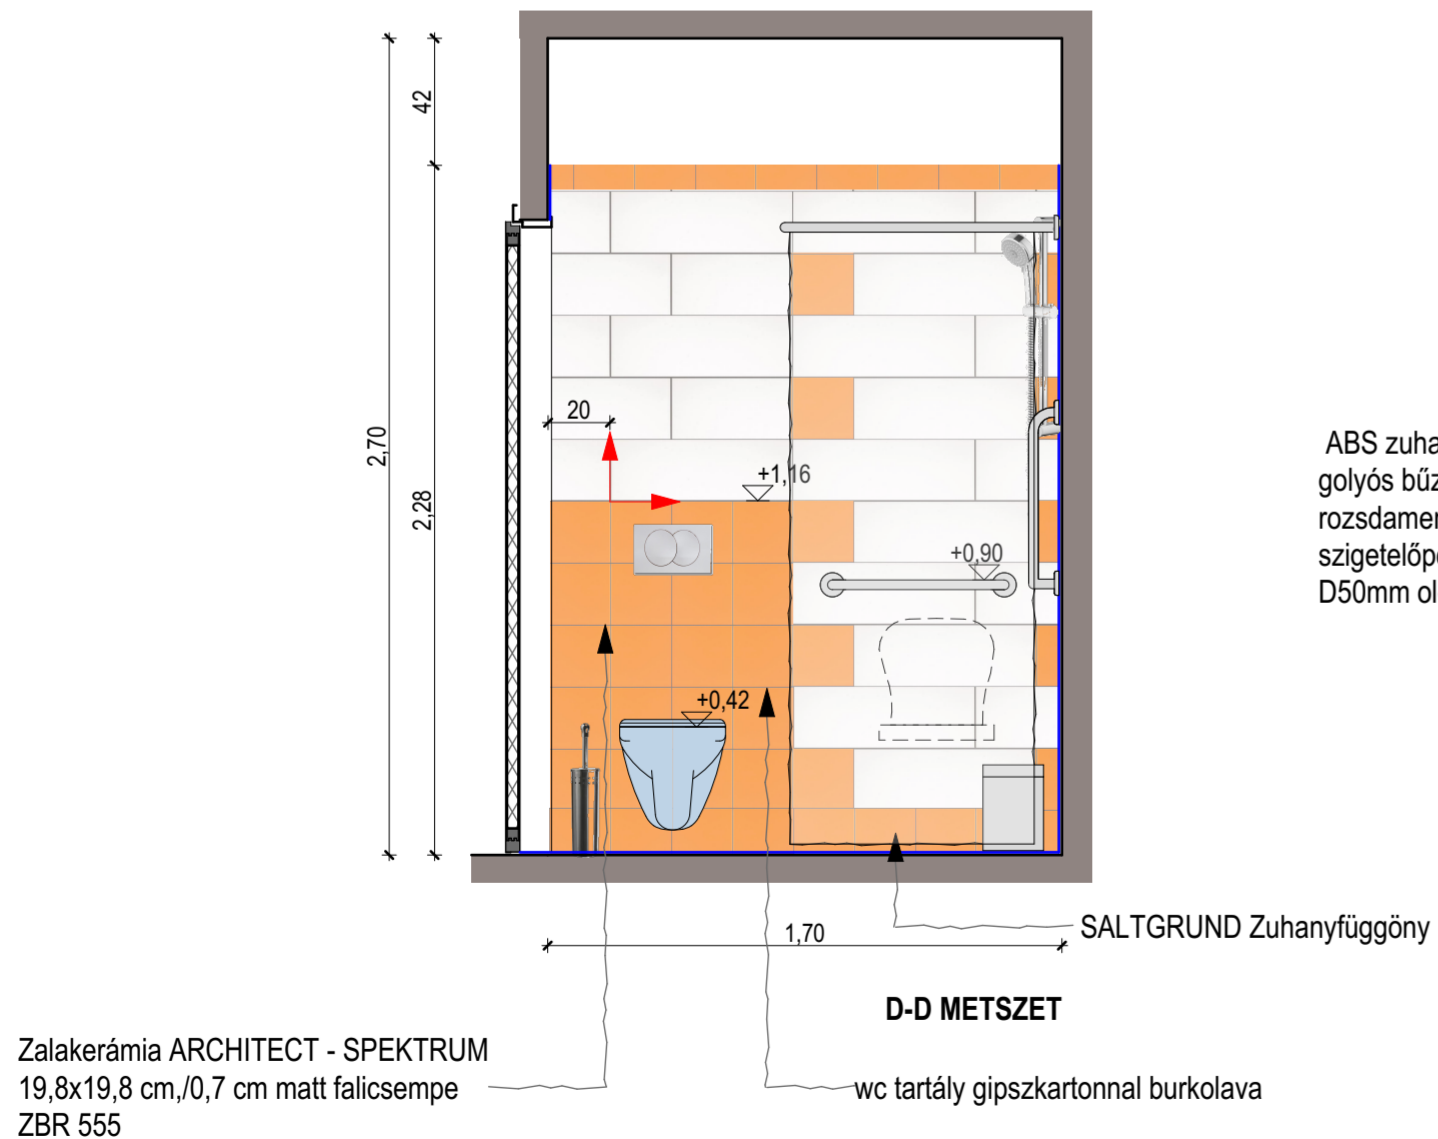 42
2,70
2,28
20
+1,16
+0,90
+0,42
ABS zuha
golyós bűz
rozsdamer
szigetelőpe
D50mm ol
SALTGRUND Zuhanyfüggöny
1,70
D-D METSZET
Zalakerámia ARCHITECT - SPEKTRUM
19,8x19,8 cm,/0,7 cm matt falicsempe
ZBR 555
wc tartály gipszkartonnal burkolava